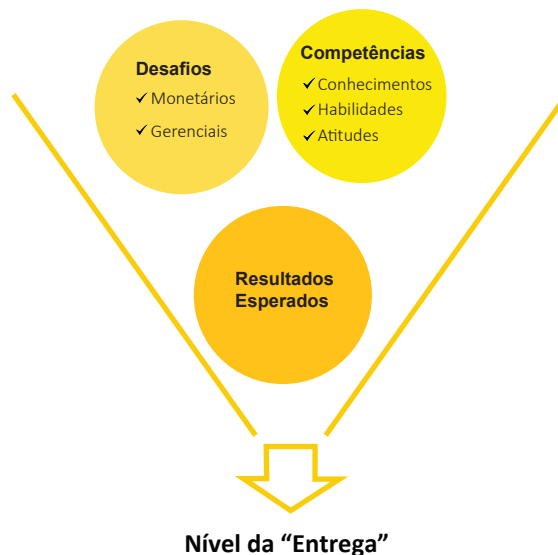 Desafios
✓ Monetários
✓ Gerenciais
Competências
✓ Conhecimentos
✓ Habilidades
✓ Atitudes
Resultados
Esperados
Nível da “Entrega”